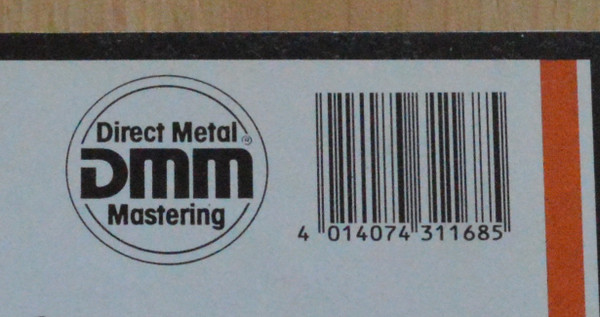 Direct Metal
DMM®
Mastering
4 014074 311685